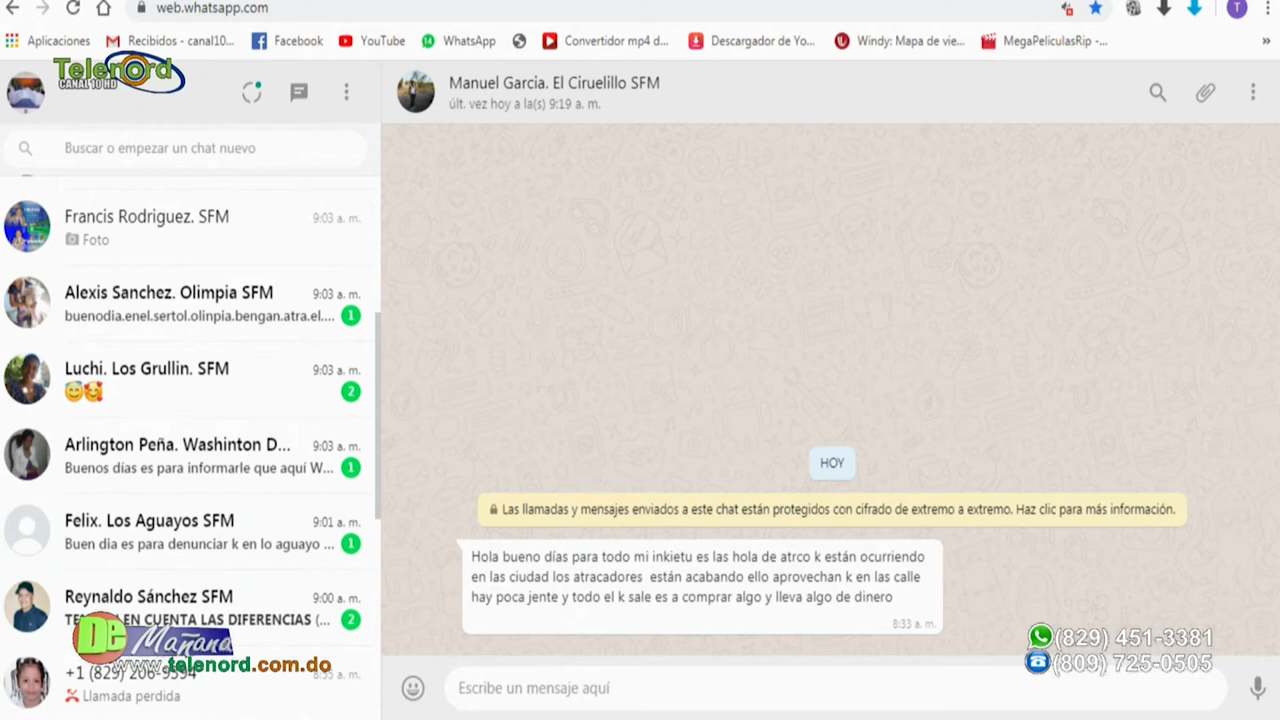 web.whatsapp.com
T
Aplicaciones
Recibidos - canal10...
Facebook
YouTube
14
WhatsApp
Convertidor mp4 d...
Descargador de Yo...
Windy: Mapa de vie...
MegaPeliculasRip -...
»
Telenord
CANAL 10 HD
Manuel Garcia. El Ciruelillo SFM
últ. vez hoy a la(s) 9:19 a. m.
Buscar o empezar un chat nuevo
Francis Rodriguez. SFM
9:03 a. m.
Foto
Alexis Sanchez. Olimpia SFM
9:03 a. m.
buenodia.enel.sertol.olinpia.bengan.atra.el....
1
Luchi. Los Grullin. SFM
9:03 a. m.
😇🥰
2
Arlington Peña. Washinton D...
9:03 a. m.
Buenos días es para informarle que aquí W...
1
Felix. Los Aguayos SFM
9:01 a. m.
Buen dia es para denunciar k en lo aguayo ...
1
Reynaldo Sánchez SFM
9:00 a. m.
EN CUENTA LAS DIFERENCIAS (...
2
De Mañana
www.telenord.com.do
+1 (829) 206-9394
a. m.
Llamada perdida
HOY
Las llamadas y mensajes enviados a este chat están protegidos con cifrado de extremo a extremo. Haz clic para más información.
Hola bueno días para todo mi inkietu es las hola de atrco k están ocurriendo
en las ciudad los atracadores están acabando ello aprovechan k en las calle
hay poca jente y todo el k sale es a comprar algo y lleva algo de dinero
8:33 a. m.
(829) 451-3381
(809) 725-0505
Escribe un mensaje aquí